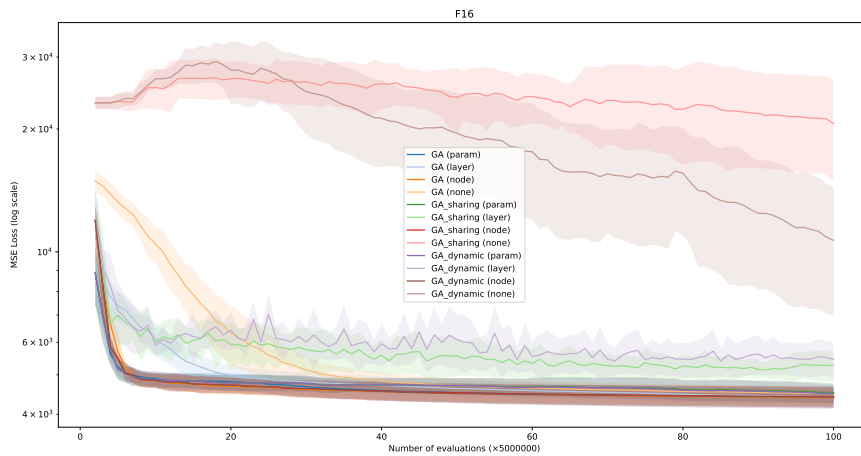 F16
MSE Loss (log scale)
3 × 10⁴
2 × 10⁴
10⁴
6 × 10³
4 × 10³
GA (param)
GA (layer)
GA (node)
GA (none)
GA_sharing (param)
GA_sharing (layer)
GA_sharing (node)
GA_sharing (none)
GA_dynamic (param)
GA_dynamic (layer)
GA_dynamic (node)
GA_dynamic (none)
0 20 40 60 80 100
Number of evaluations (×5000000)